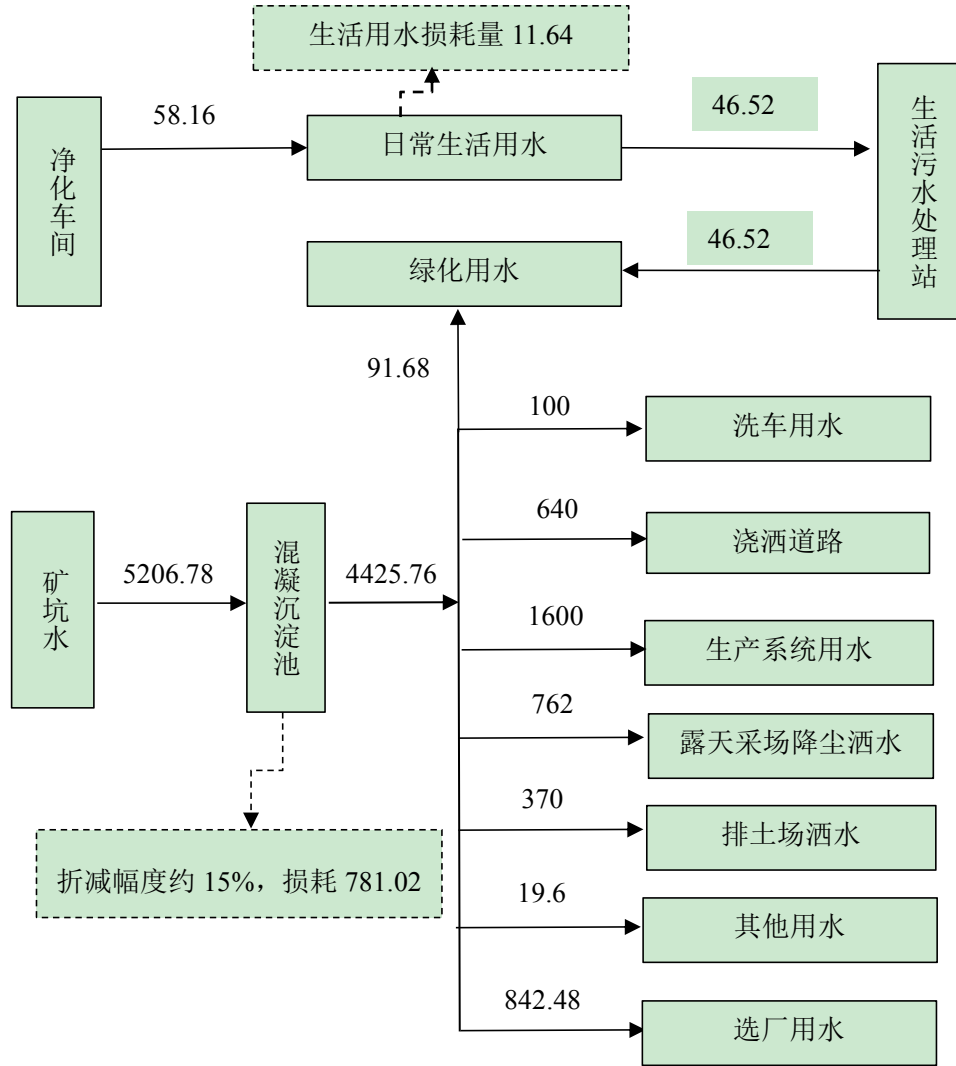 生活用水损耗量 11.64
58.16
46.52
净化车间
日常生活用水
生活污水处理站
46.52
绿化用水
91.68
100
洗车用水
640
浇洒道路
矿坑水
5206.78
混凝沉淀池
4425.76
1600
生产系统用水
762
露天采场降尘洒水
370
排土场洒水
折减幅度约 15%，损耗 781.02
19.6
其他用水
842.48
选厂用水